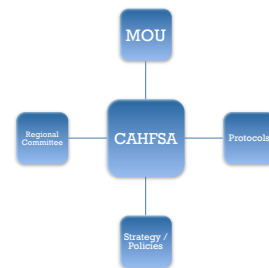 MOU
Regional
Committee
CAHFSA
Protocols
Strategy /
Policies